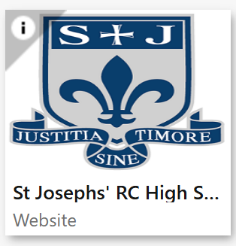 i
S✝J
JUSTITIA TIMORE
SINE
St Josephs' RC High S...
Website